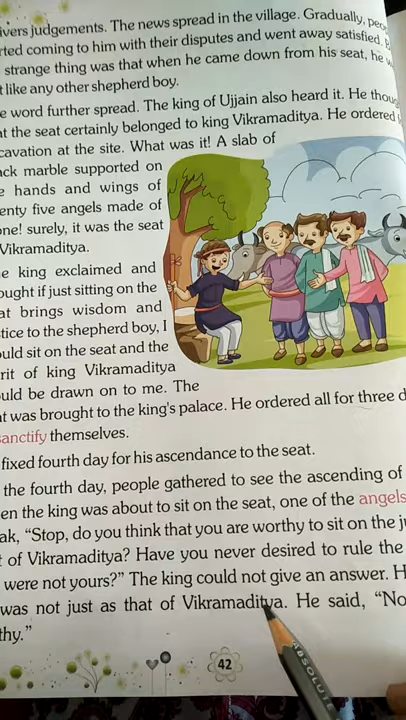 ivers judgements. The news spread in the village. Gradually,
rted coming to him with their disputes and went away satisfied.
strange thing was that when he came down from his seat, he
t like any other shepherd boy.
e word further spread. The king of Ujjain also heard it. He
at the seat certainly belonged to king Vikramaditya. He ordered
cavation at the site. What was it! A slab of
ack marble supported on
e hands and wings of
enty five angels made of
one! surely, it was the seat
Vikramaditya.
e king exclaimed and
ought if just sitting on the
at brings wisdom and
stice to the shepherd boy, I
ould sit on the seat and the
irit of king Vikramaditya
ould be drawn on to me. The
at was brought to the king's palace. He ordered all for three d
sanctify themselves.
fixed fourth day for his ascendance to the seat.
the fourth day, people gathered to see the ascending of
en the king was about to sit on the seat, one of the angels
ak, “Stop, do you think that you are worthy to sit on the
t of Vikramaditya? Have you never desired to rule the
were not yours?” The king could not give an answer. H
was not just as that of Vikramaditya. He said, “No
thy.”
42
ABSOLUTE